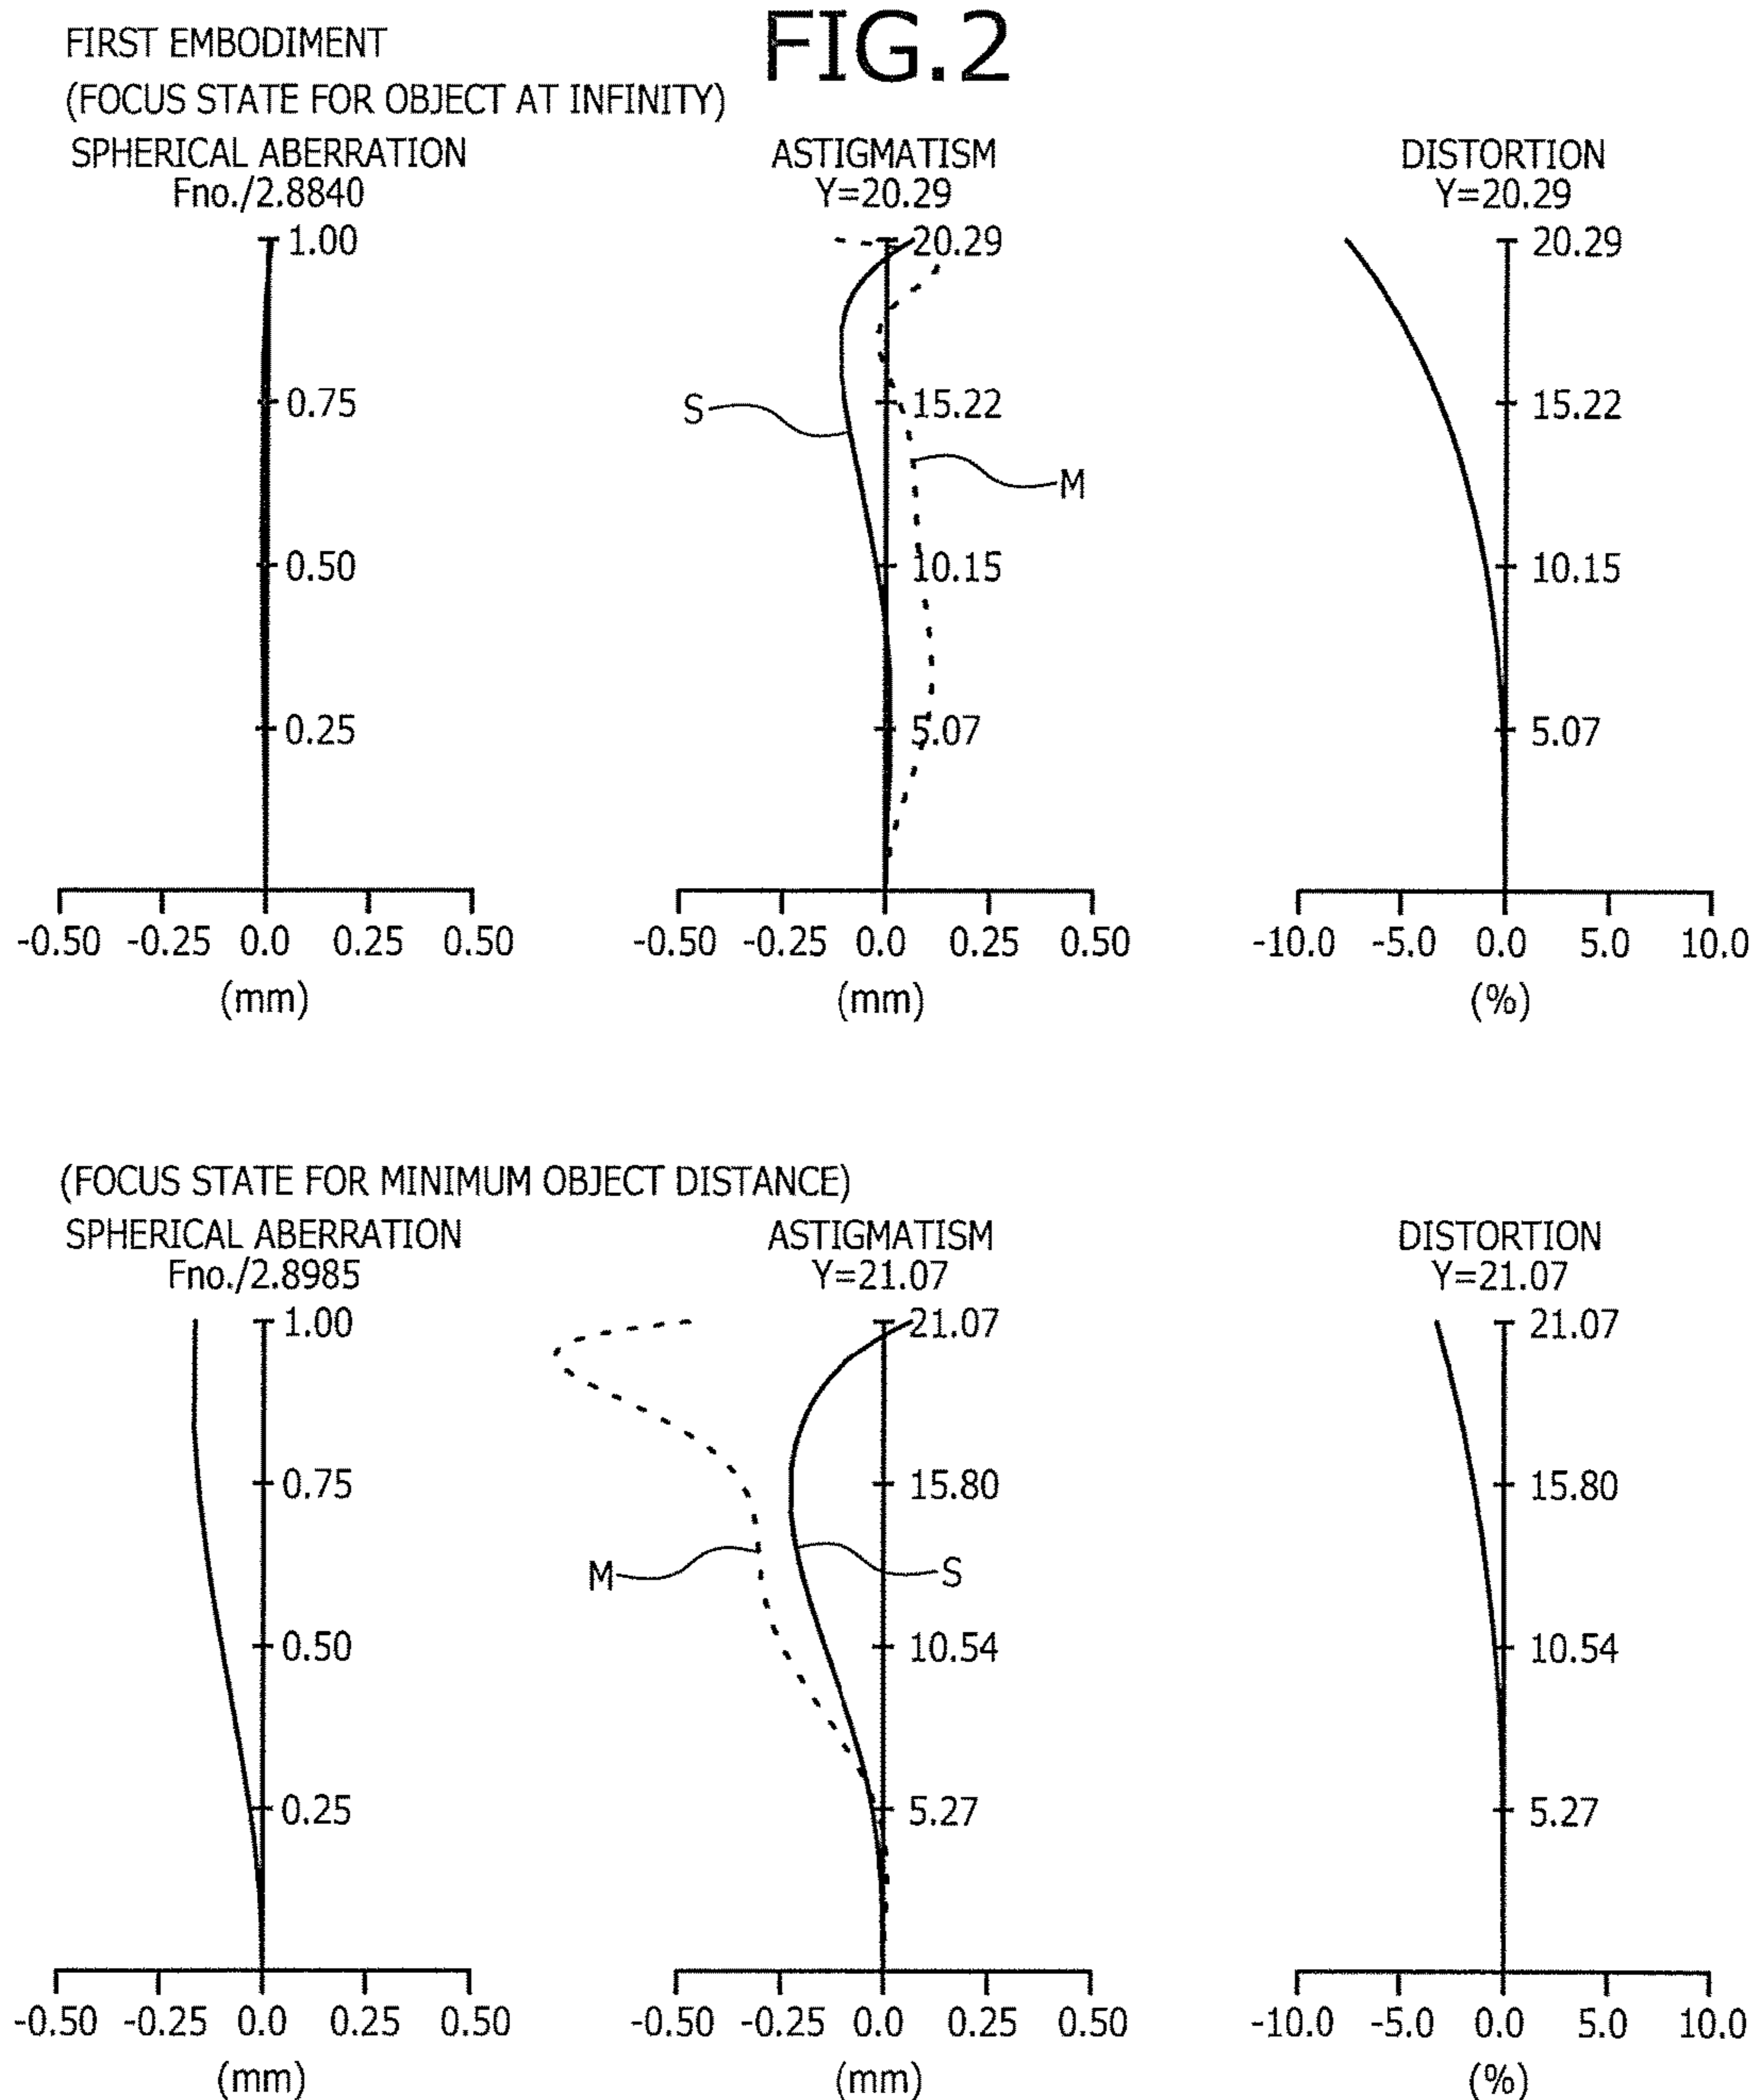 FIG.2
FIRST EMBODIMENT
(FOCUS STATE FOR OBJECT AT INFINITY)
SPHERICAL ABERRATION
Fno./2.8840
1.00
0.75
0.50
0.25
-0.50 -0.25 0.0 0.25 0.50
(mm)
ASTIGMATISM
Y=20.29
20.29
15.22
S
M
10.15
5.07
-0.50 -0.25 0.0 0.25 0.50
(mm)
DISTORTION
Y=20.29
20.29
15.22
10.15
5.07
-10.0 -5.0 0.0 5.0 10.0
(%)
(FOCUS STATE FOR MINIMUM OBJECT DISTANCE)
SPHERICAL ABERRATION
Fno./2.8985
1.00
0.75
0.50
0.25
-0.50 -0.25 0.0 0.25 0.50
(mm)
ASTIGMATISM
Y=21.07
21.07
15.80
M
S
10.54
5.27
-0.50 -0.25 0.0 0.25 0.50
(mm)
DISTORTION
Y=21.07
21.07
15.80
10.54
5.27
-10.0 -5.0 0.0 5.0 10.0
(%)